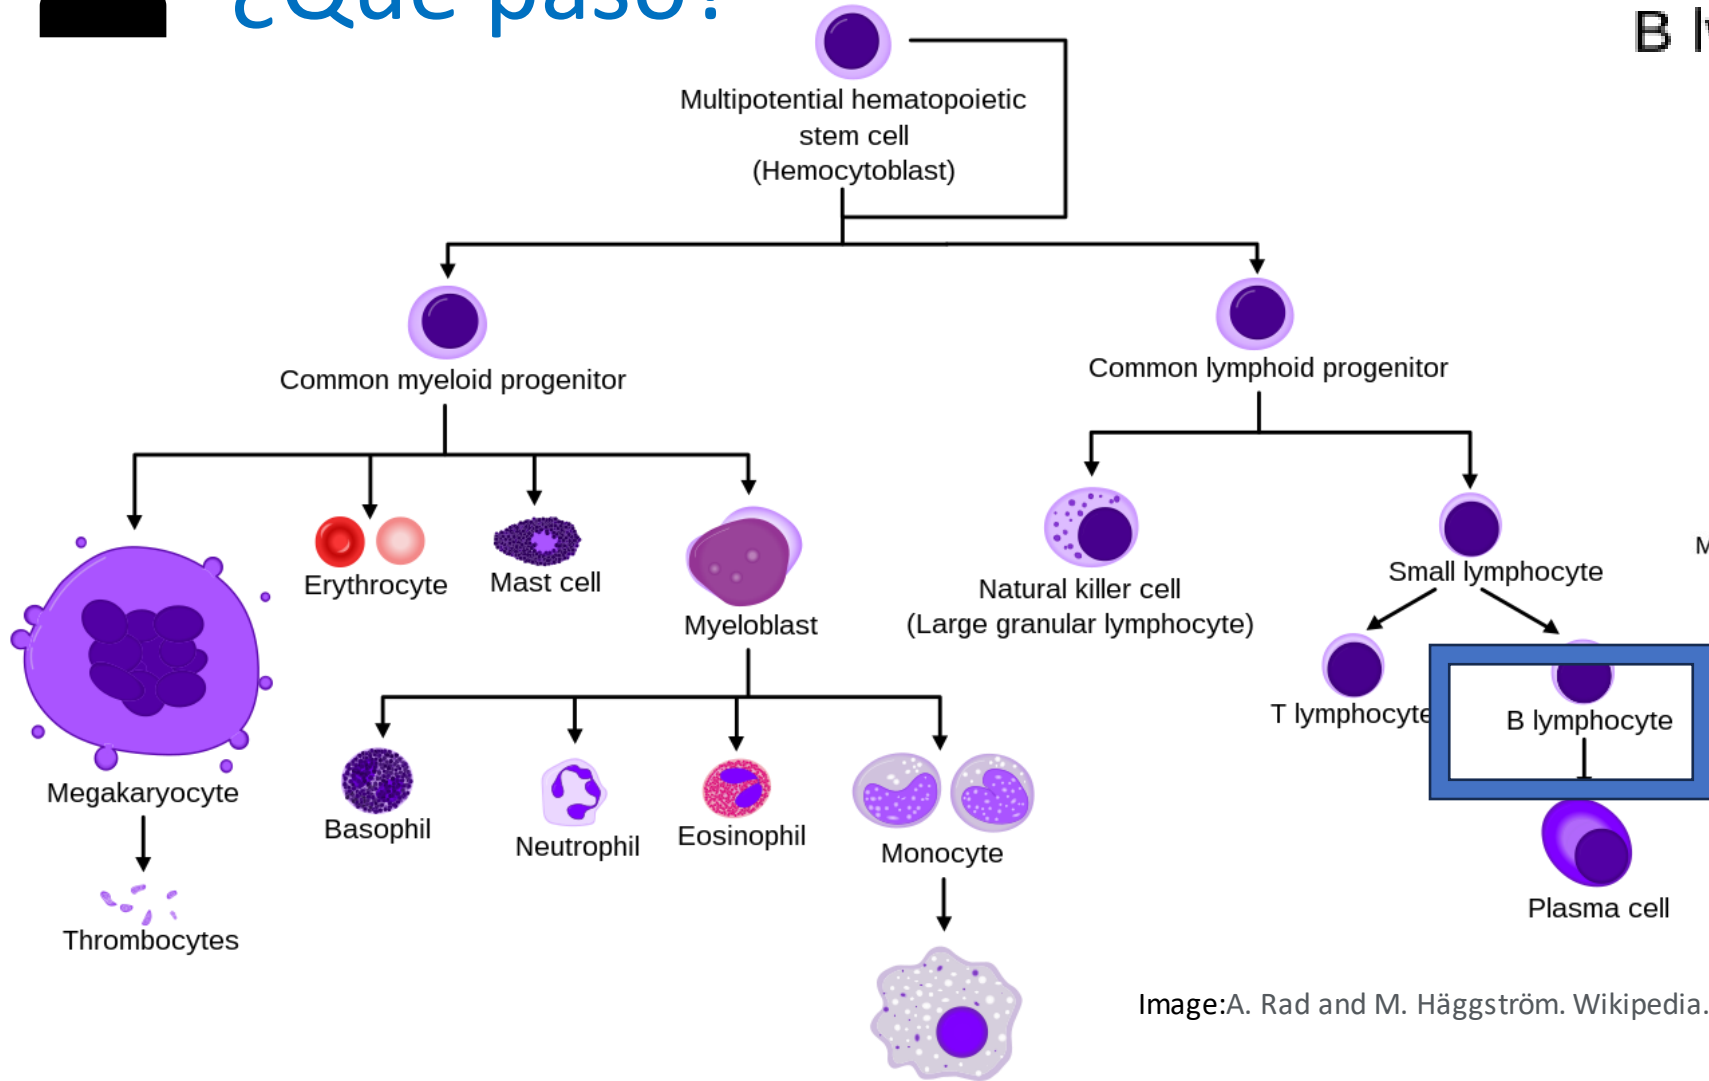 ¿Qué pasó?
B
Multipotential hematopoietic
stem cell
(Hemocytoblast)
Common myeloid progenitor
Common lymphoid progenitor
Erythrocyte
Mast cell
Myeloblast
Natural killer cell
(Large granular lymphocyte)
Small lymphocyte
M
T lymphocyte
B lymphocyte
Megakaryocyte
Basophil
Neutrophil
Eosinophil
Monocyte
Plasma cell
Thrombocytes
Image:A. Rad and M. Häggström. Wikipedia.